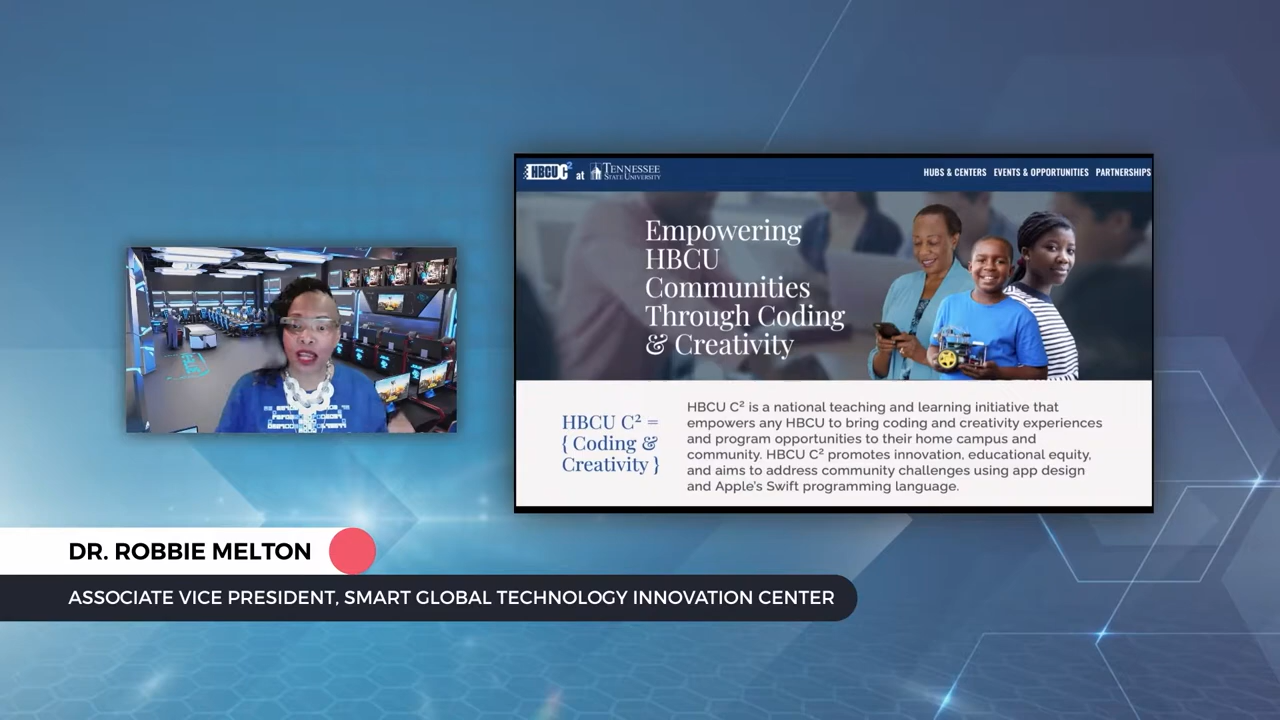 HBCU C² at TENNESSEE
STATE UNIVERSITY
HUBS & CENTERS EVENTS & OPPORTUNITIES PARTNERSHIPS
Empowering
HBCU
Communities
Through Coding
& Creativity
HBCU C² =
{ Coding &
Creativity }
HBCU C² is a national teaching and learning initiative that
empowers any HBCU to bring coding and creativity experiences
and program opportunities to their home campus and
community. HBCU C² promotes innovation, educational equity,
and aims to address community challenges using app design
and Apple's Swift programming language.
DR. ROBBIE MELTON
ASSOCIATE VICE PRESIDENT, SMART GLOBAL TECHNOLOGY INNOVATION CENTER